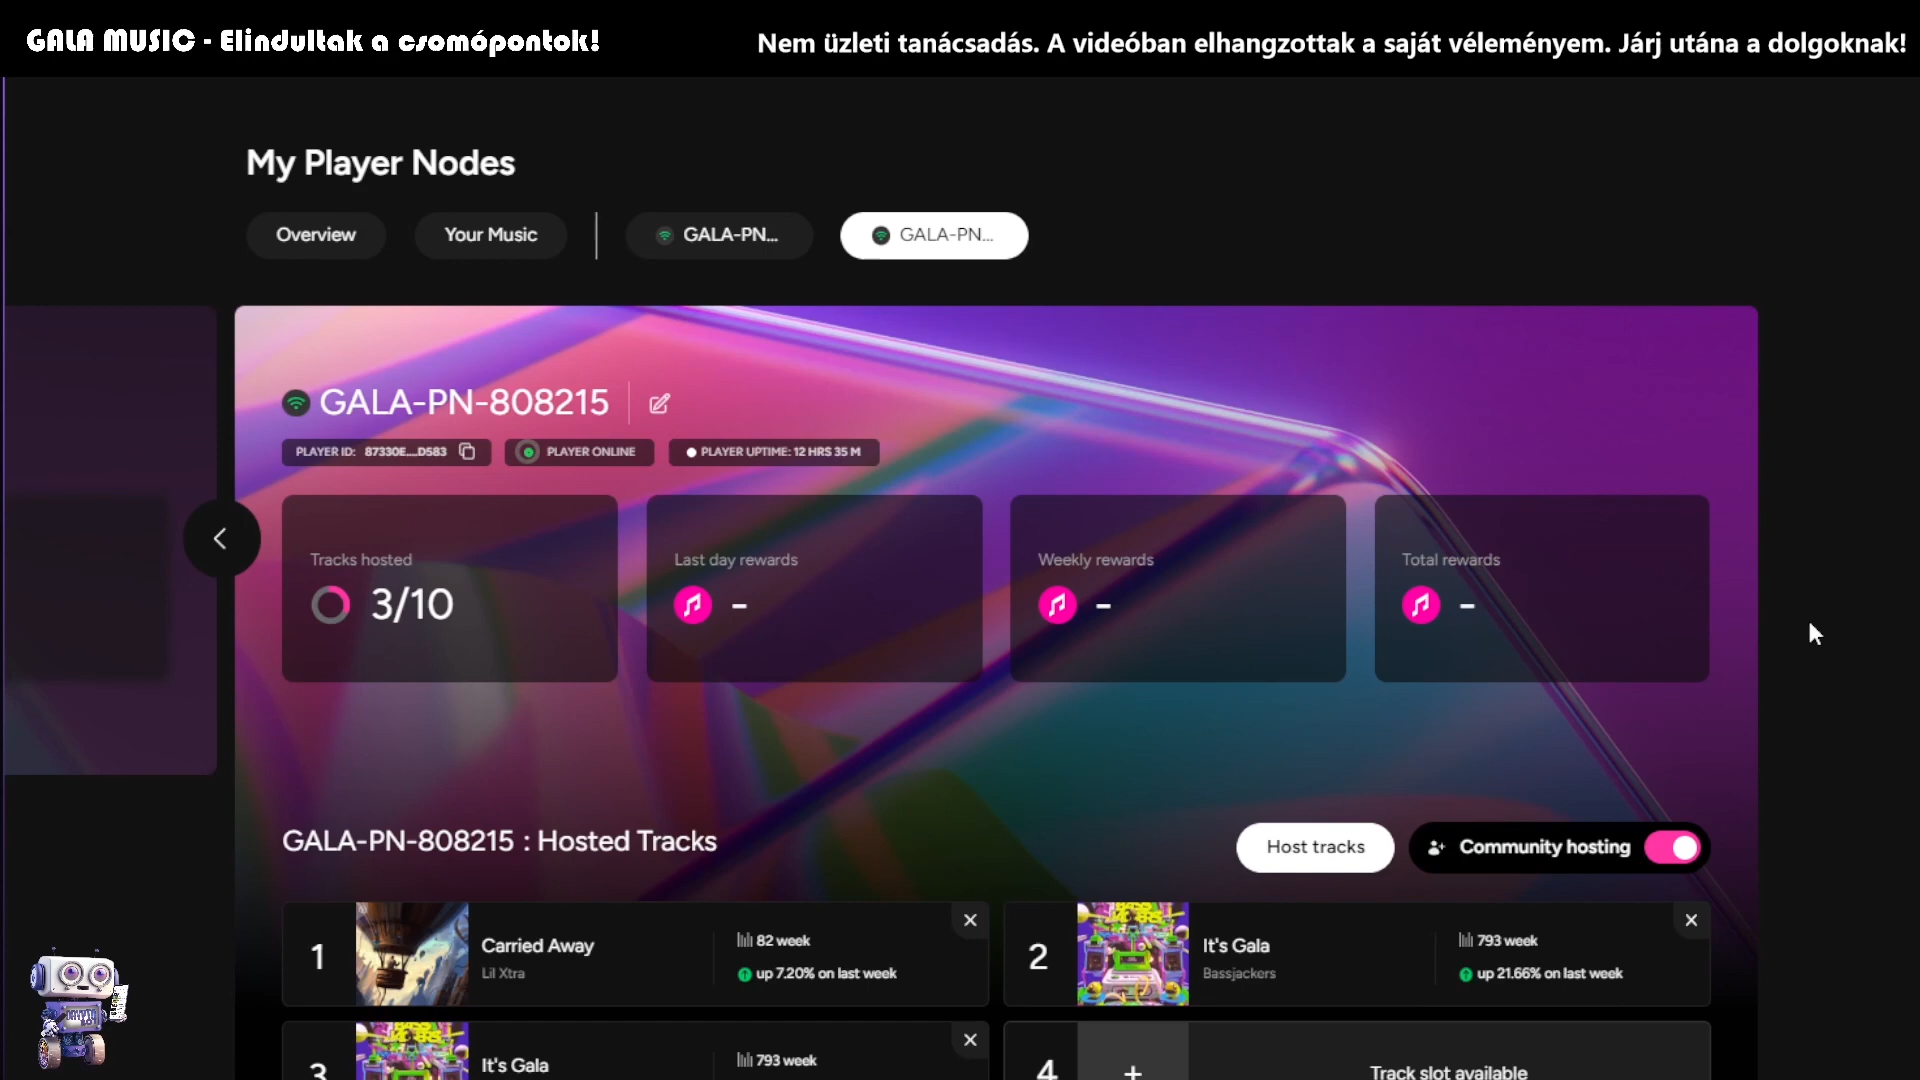 GALA MUSIC - Elindultak a csomópontok!
Nem üzleti tanácsadás. A videóban elhangzottak a saját véleményem. Járj utána a dolgoknak!
My Player Nodes
Overview
Your Music
GALA-PN...
GALA-PN...
GALA-PN-808215
PLAYER ID: 87330E....D583
PLAYER ONLINE
PLAYER UPTIME: 12 HRS 35 M
Tracks hosted
3/10
Last day rewards
-
Weekly rewards
-
Total rewards
-
GALA-PN-808215 : Hosted Tracks
Host tracks
Community hosting
1
Carried Away
Lil Xtra
82 week
up 7.20% on last week
2
It's Gala
Bassjackers
793 week
up 21.66% on last week
3
It's Gala
793 week
4
+
Track slot available